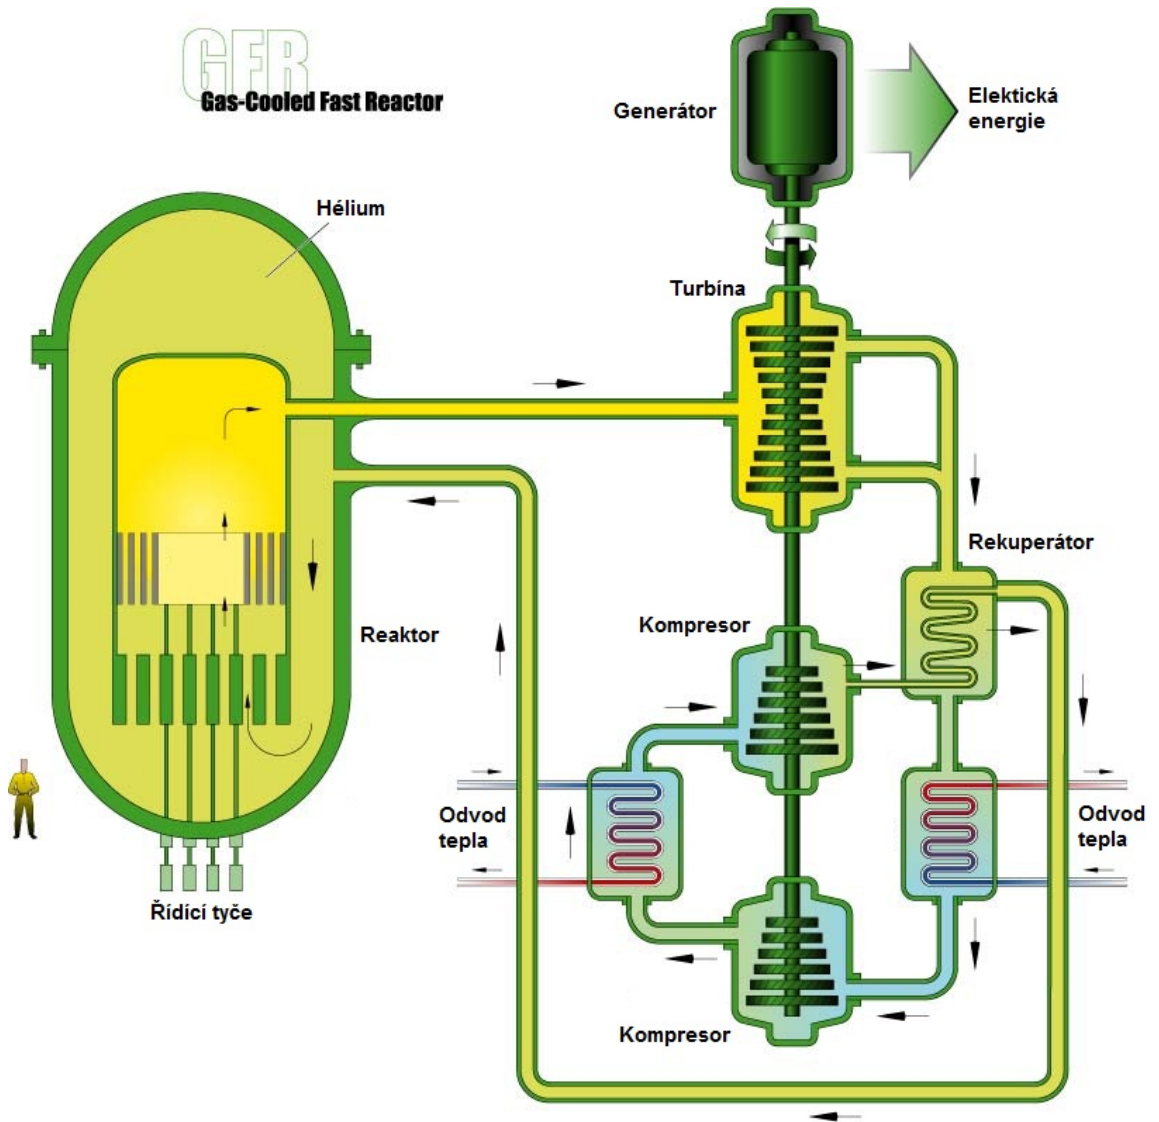 GFR
Gas-Cooled Fast Reactor
Generátor
Elektická
energie
Hélium
Turbína
Rekuperátor
Kompresor
Reaktor
Odvod
tepla
Odvod
tepla
Řídící tyče
Kompresor